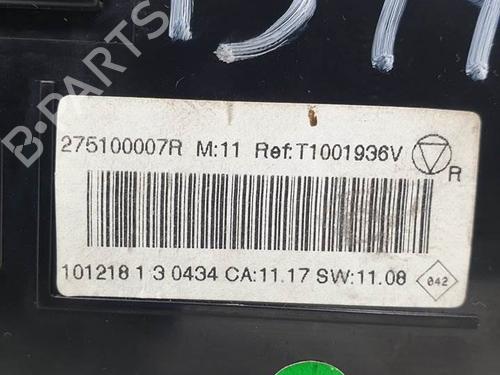 B-PARTS
275100007R M:11 Ref:T1001936V
R
101218 1 3 0434 CA:11.17 SW:11.08
042